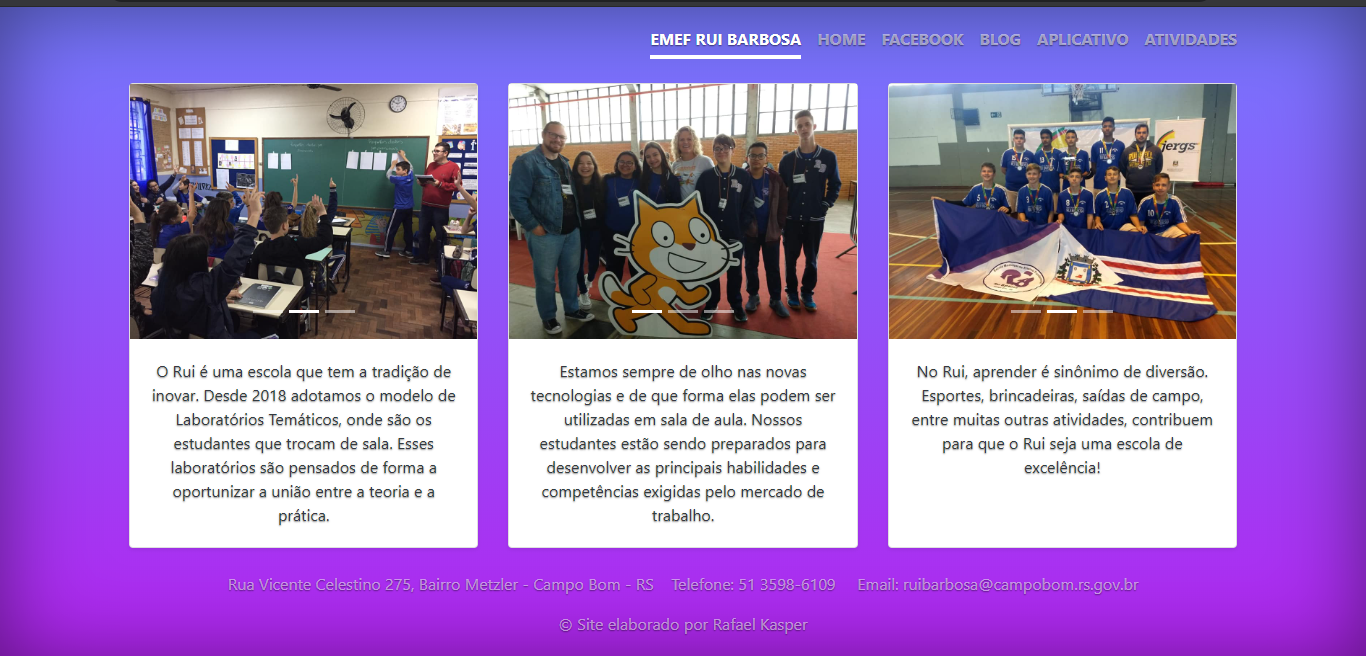 EMEF RUI BARBOSA HOME FACEBOOK BLOG APLICATIVO ATIVIDADES
jergs
O Rui é uma escola que tem a tradição de
inovar. Desde 2018 adotamos o modelo de
Laboratórios Temáticos, onde são os
estudantes que trocam de sala. Esses
laboratórios são pensados de forma a
oportunizar a união entre a teoria e a
prática.
Estamos sempre de olho nas novas
tecnologias e de que forma elas podem ser
utilizadas em sala de aula. Nossos
estudantes estão sendo preparados para
desenvolver as principais habilidades e
competências exigidas pelo mercado de
trabalho.
No Rui, aprender é sinônimo de diversão.
Esportes, brincadeiras, saídas de campo,
entre muitas outras atividades, contribuem
para que o Rui seja uma escola de
excelência!
Rua Vicente Celestino 275, Bairro Metzler - Campo Bom - RS Telefone: 51 3598-6109 Email: ruibarbosa@campobom.rs.gov.br
© Site elaborado por Rafael Kasper